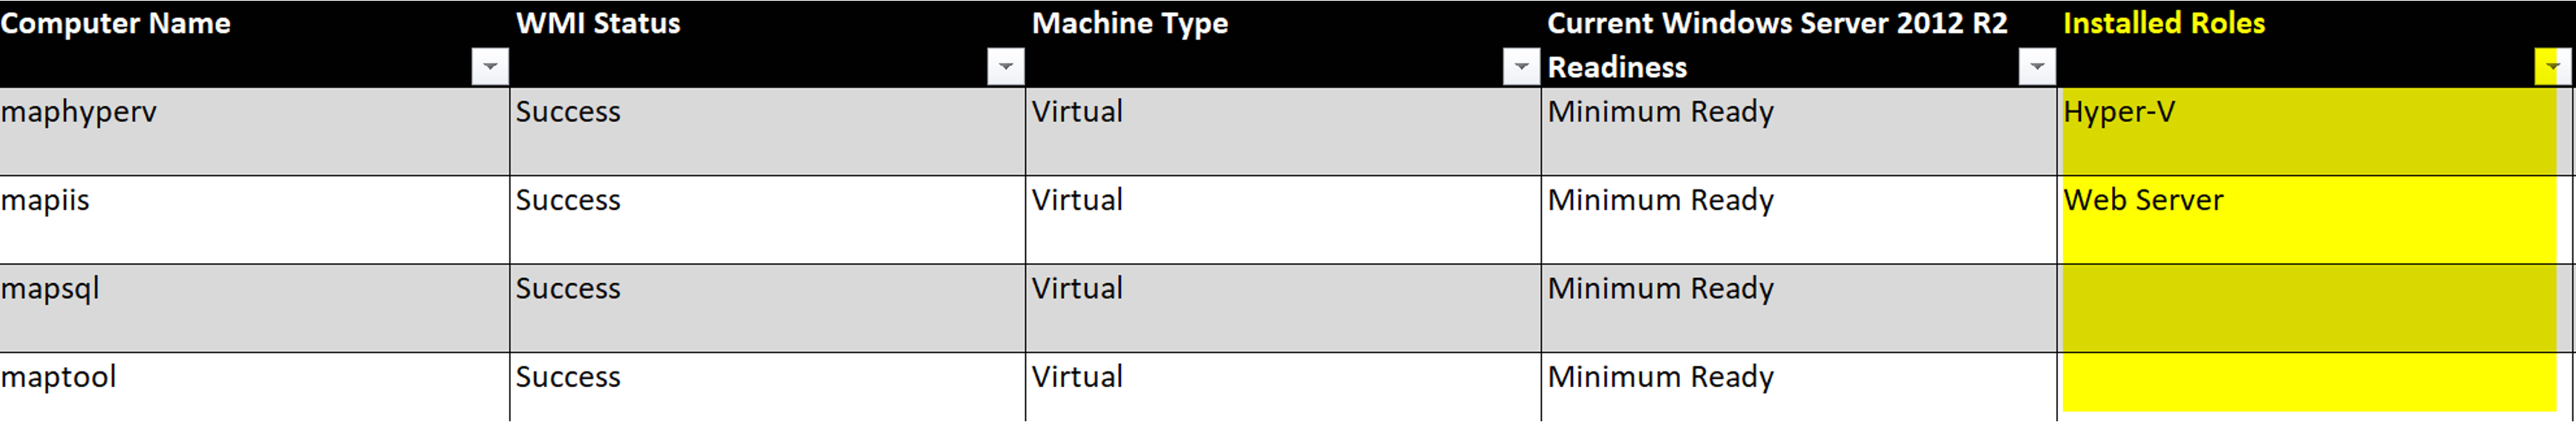 Computer Name WMI Status Machine Type Current Windows Server 2012 R2 Installed Roles
Readiness
maphyperv Success Virtual Minimum Ready Hyper-V
mapiis Success Virtual Minimum Ready Web Server
mapsql Success Virtual Minimum Ready
maptool Success Virtual Minimum Ready